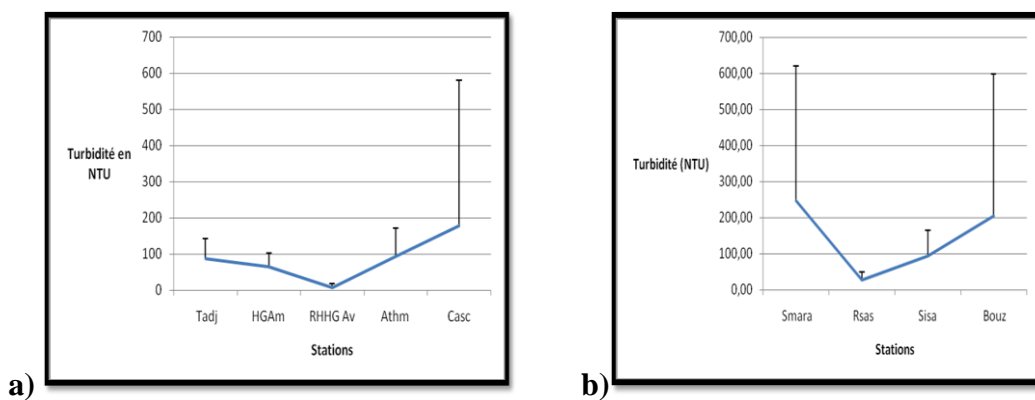 700
600
500
400
300
200
100
0
Turbidité en
NTU
Tadj HGAm RHHG Av Athm Casc
Stations
a)
700,00
600,00
500,00
400,00
300,00
200,00
100,00
0,00
Turbidité (NTU)
Smara Rsas Sisa Bouz
Stations
b)